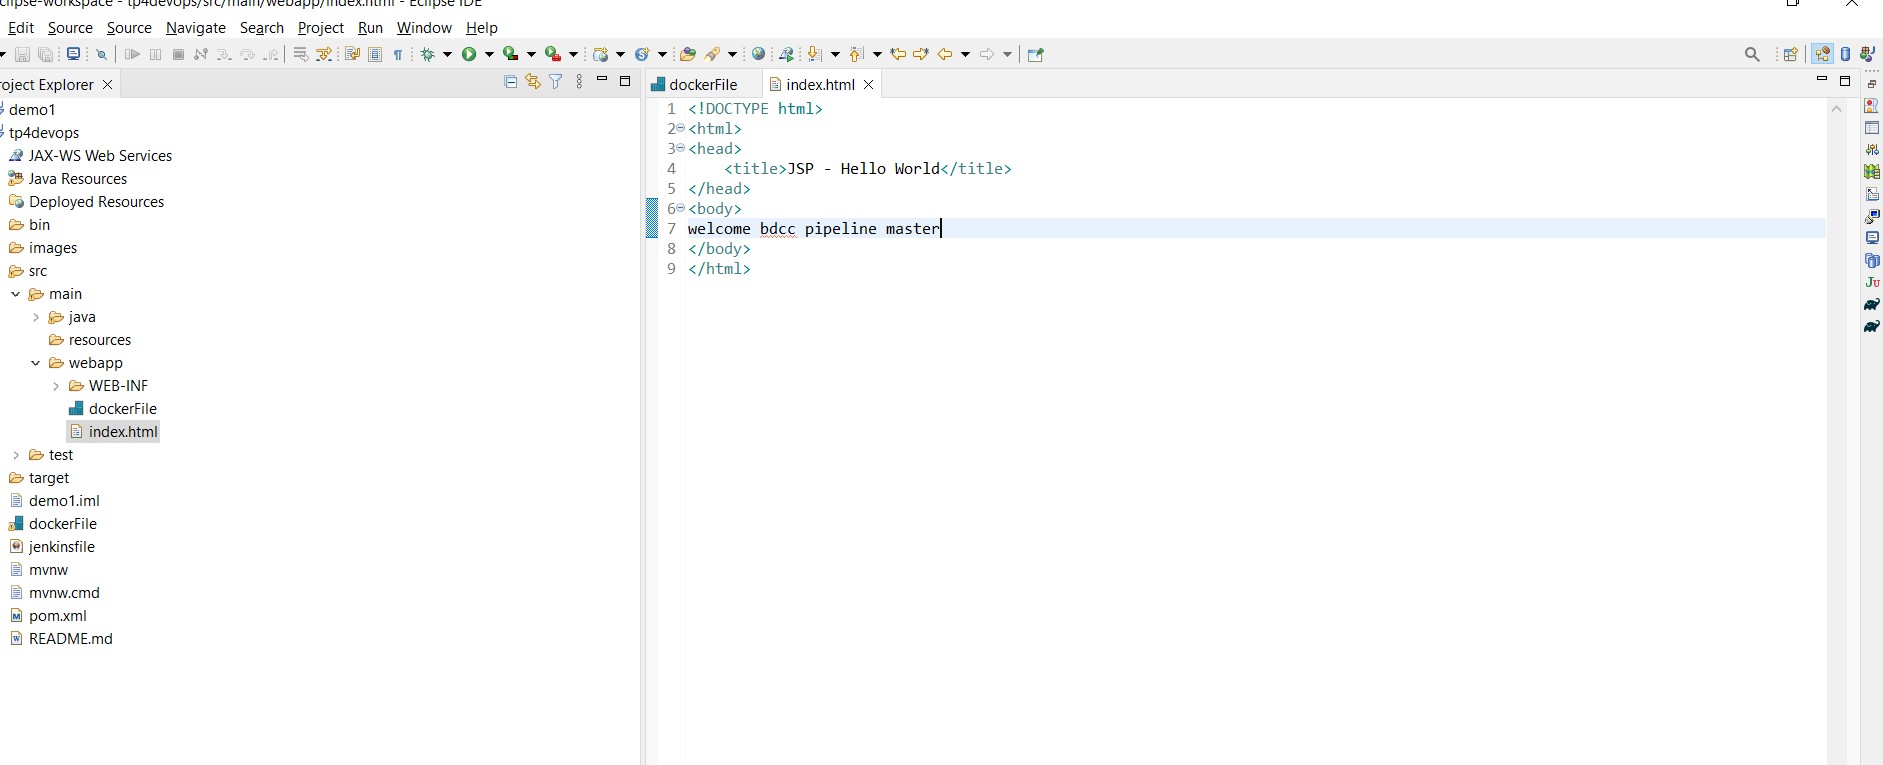 clipse-workspace - tp4devops/src/main/webapp/index.html - Eclipse IDE
Edit Source Source Navigate Search Project Run Window Help
roject Explorer
demo1
tp4devops
JAX-WS Web Services
Java Resources
Deployed Resources
bin
images
src
main
java
resources
webapp
WEB-INF
dockerFile
index.html
test
target
demo1.iml
dockerFile
jenkinsfile
mvnw
mvnw.cmd
pom.xml
README.md
dockerFile index.html
1 <!DOCTYPE html>
2 <html>
3 <head>
4 <title>JSP - Hello World</title>
5 </head>
6 <body>
7 welcome bdcc pipeline master
8 </body>
9 </html>
Ju